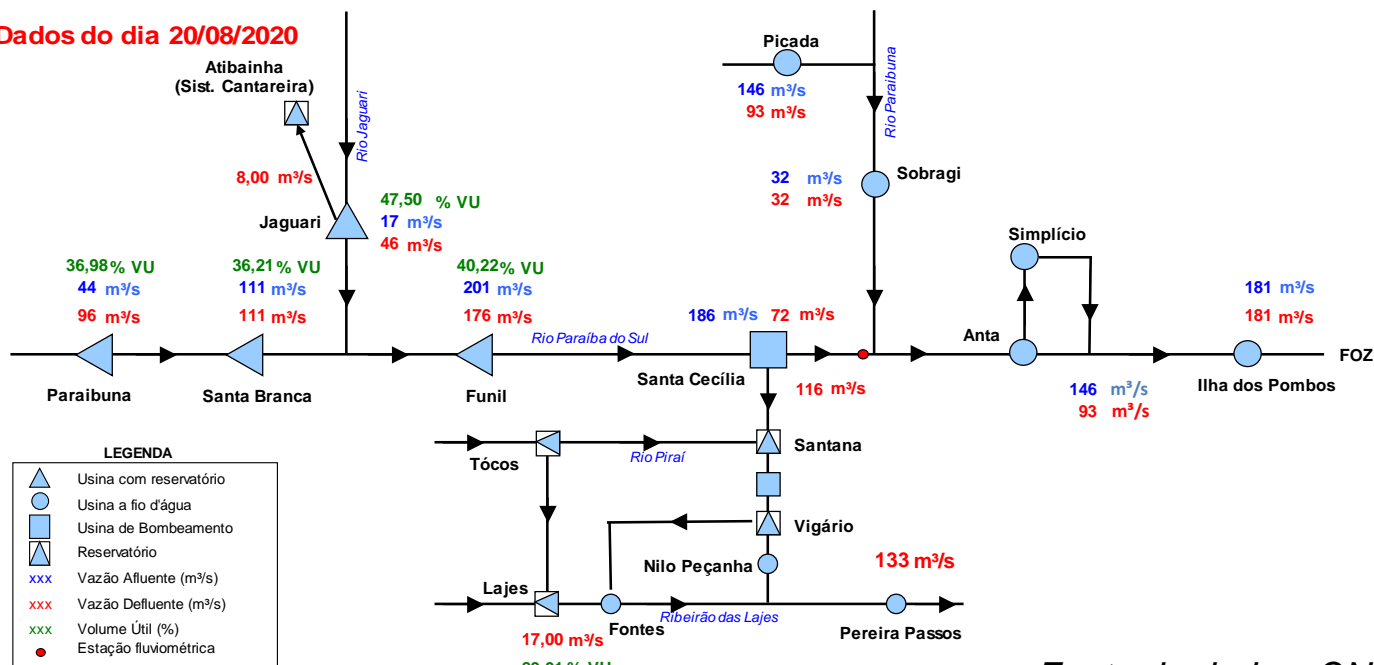 Dados do dia 20/08/2020
Atibainha
(Sist. Cantareira)
Rio Jaguari
8,00 m³/s
Jaguari
47,50 % VU
17 m³/s
46 m³/s
Picada
146 m³/s
93 m³/s
Rio Paraibuna
32 m³/s
32 m³/s
Sobragi
36,98% VU
44 m³/s
96 m³/s
Paraibuna
36,21% VU
111 m³/s
111 m³/s
Santa Branca
40,22% VU
201 m³/s
176 m³/s
Funil
Rio Paraíba do Sul
186 m³/s 72 m³/s
Santa Cecília
116 m³/s
Simplício
Anta
146 m³/s
93 m³/s
181 m³/s
181 m³/s
Ilha dos Pombos
FOZ
Tócos
Rio Piraí
Santana
Vigário
Nilo Peçanha
133 m³/s
Lajes
17,00 m³/s
Fontes
Ribeirão das Lajes
Pereira Passos
LEGENDA
Usina com reservatório
Usina a fio d'água
Usina de Bombeamento
Reservatório
xxx Vazão Afluente (m³/s)
xxx Vazão Defluente (m³/s)
xxx Volume Útil (%)
Estação fluviométrica